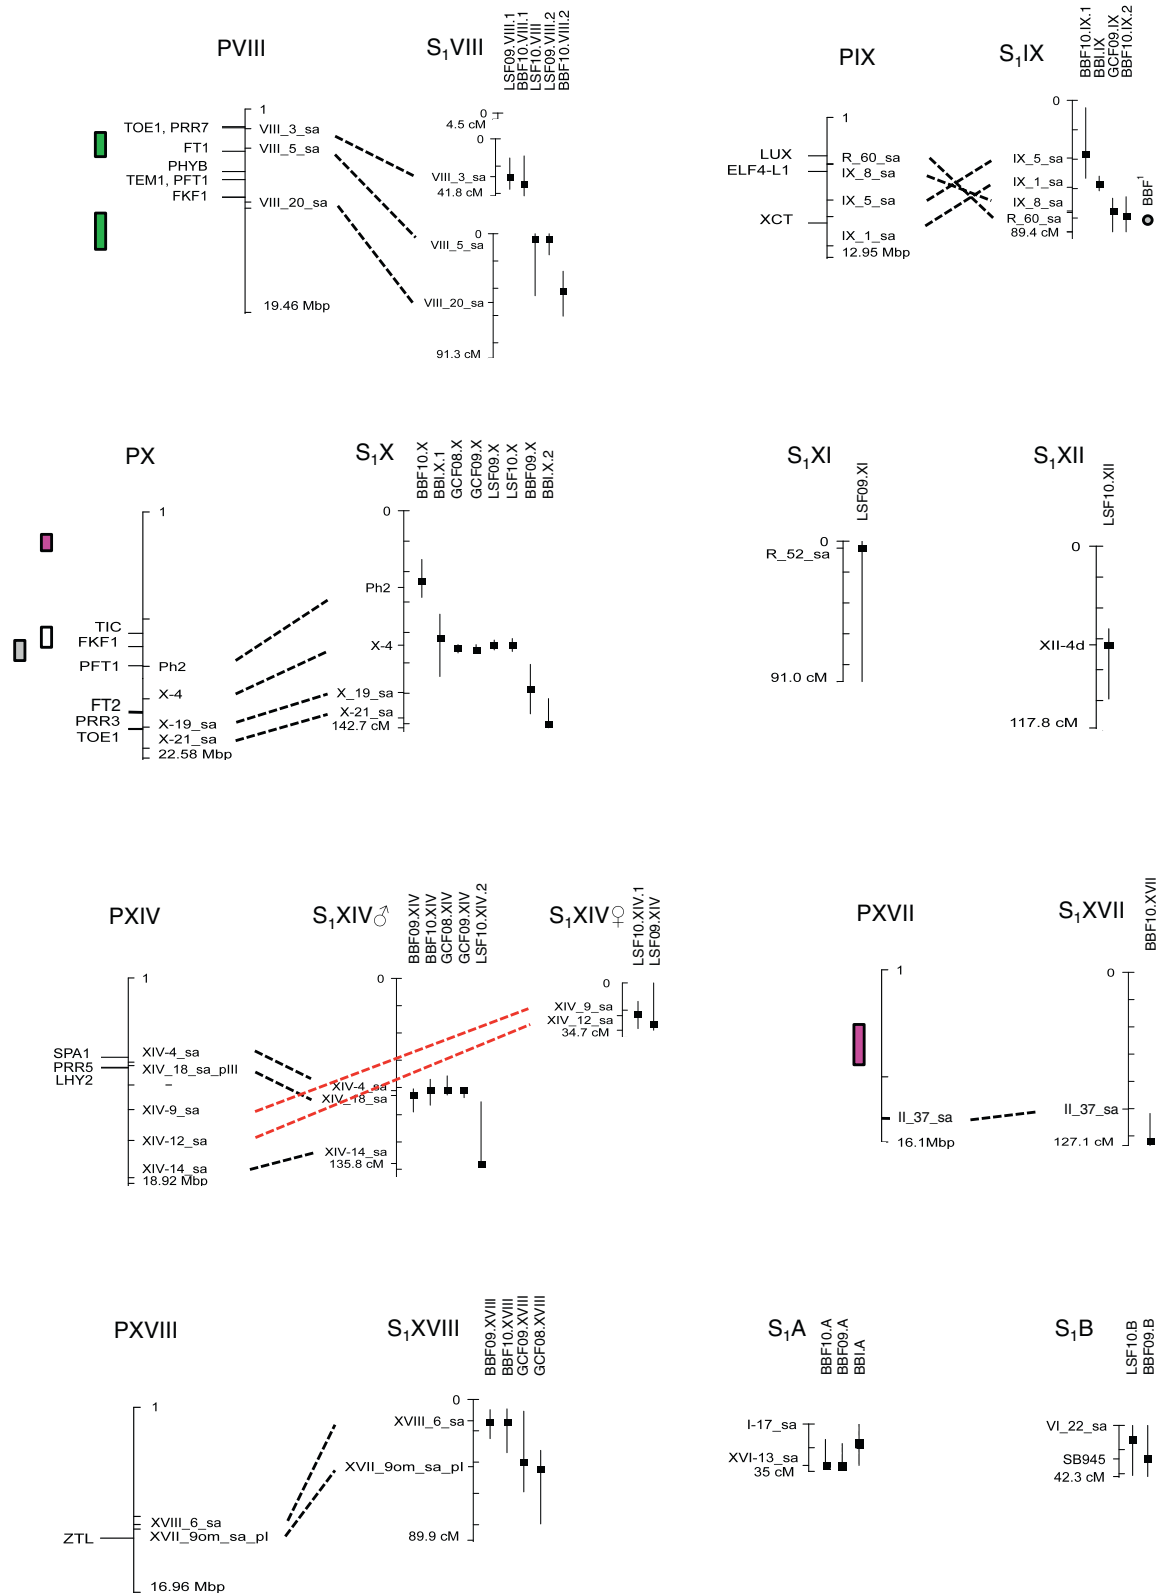 PVIII
S1VIII
LSF09.VIII.1
BBF10.VIII.1
LSF10.VIII
LSF09.VIII.2
BBF10.VIII.2
1
TOE1, PRR7
VIII_3_sa
FT1
VIII_5_sa
PHYB
TEM1, PFT1
FKF1
VIII_20_sa
19.46 Mbp
0
4.5 cM
0
VIII_3_sa
41.8 cM
0
VIII_5_sa
VIII_20_sa
91.3 cM
PIX
S1IX
BBF10.IX.1
BBI.IX
GCF09.IX
BBF10.IX.2
1
LUX
R_60_sa
ELF4-L1
IX_8_sa
IX_5_sa
XCT
IX_1_sa
12.95 Mbp
0
IX_5_sa
IX_1_sa
IX_8_sa
R_60_sa
89.4 cM
BBF1
PX
S1X
BBF10.X
BBI.X.1
GCF08.X
GCF09.X
LSF09.X
LSF10.X
BBF09.X
BBI.X.2
1
TIC
FKF1
PFT1
Ph2
X-4
FT2
PRR3
X-19_sa
TOE1
X-21_sa
22.58 Mbp
0
Ph2
X-4
X_19_sa
X-21_sa
142.7 cM
S1XI
LSF09.XI
0
R_52_sa
91.0 cM
S1XII
LSF10.XII
0
XII-4d
117.8 cM
PXIV
S1XIV♂
BBF09.XIV
BBF10.XIV
GCF08.XIV
GCF09.XIV
LSF10.XIV.2
1
SPA1
XIV-4_sa
PRR5
XIV_18_sa_pIII
LHY2
XIV-9_sa
XIV-12_sa
XIV-14_sa
18.92 Mbp
0
XIV-4_sa
XIV_18_sa
XIV-14_sa
135.8 cM
S1XIV♀
LSF10.XIV.1
LSF09.XIV
0
XIV_9_sa
XIV_12_sa
34.7 cM
PXVII
S1XVII
BBF10.XVII
1
II_37_sa
16.1Mbp
0
II_37_sa
127.1 cM
PXVIII
S1XVIII
BBF09.XVIII
BBF10.XVIII
GCF09.XVIII
GCF08.XVIII
1
XVIII_6_sa
ZTL
XVII_9om_sa_pl
16.96 Mbp
0
XVIII_6_sa
XVII_9om_sa_pl
89.9 cM
S1A
BBF10.A
BBF09.A
BBI.A
I-17_sa
XVI-13_sa
35 cM
S1B
LSF10.B
BBF09.B
VI_22_sa
SB945
42.3 cM